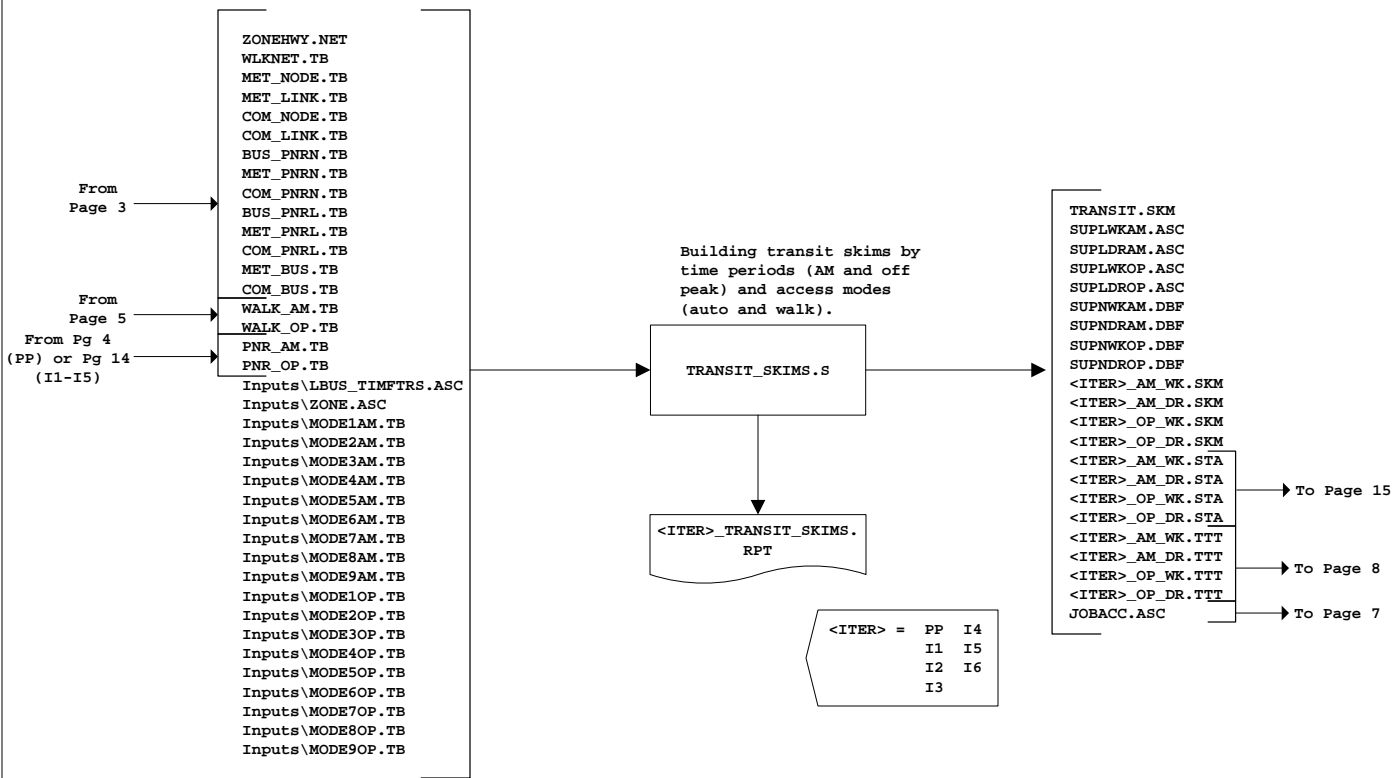 ZONEHWY.NET
WLKNET.TB
MET_NODE.TB
MET_LINK.TB
COM_NODE.TB
COM_LINK.TB
BUS_PNRN.TB
MET_PNRN.TB
COM_PNRN.TB
BUS_PNRL.TB
MET_PNRL.TB
COM_PNRL.TB
MET_BUS.TB
COM_BUS.TB
WALK_AM.TB
WALK_OP.TB
PNR_AM.TB
PNR_OP.TB
Inputs\LBUS_TIMFTRS.ASC
Inputs\ZONE.ASC
Inputs\MODE1AM.TB
Inputs\MODE2AM.TB
Inputs\MODE3AM.TB
Inputs\MODE4AM.TB
Inputs\MODE5AM.TB
Inputs\MODE6AM.TB
Inputs\MODE7AM.TB
Inputs\MODE8AM.TB
Inputs\MODE9AM.TB
Inputs\MODE1OP.TB
Inputs\MODE2OP.TB
Inputs\MODE3OP.TB
Inputs\MODE4OP.TB
Inputs\MODE5OP.TB
Inputs\MODE6OP.TB
Inputs\MODE7OP.TB
Inputs\MODE8OP.TB
Inputs\MODE9OP.TB
From
Page 3
From
Page 5
From Pg 4
(PP) or Pg 14
(I1-I5)
Building transit skims by
time periods (AM and off
peak) and access modes
(auto and walk).
TRANSIT_SKIMS.S
<ITER>_TRANSIT_SKIMS.
RPT
<ITER> = PP I4
I1 I5
I2 I6
I3
TRANSIT.SKM
SUPLWKAM.ASC
SUPLDRAM.ASC
SUPLWKOP.ASC
SUPLDROP.ASC
SUPNWKAM.DBF
SUPNDRAM.DBF
SUPNWKOP.DBF
SUPNDROP.DBF
<ITER>_AM_WK.SKM
<ITER>_AM_DR.SKM
<ITER>_OP_WK.SKM
<ITER>_OP_DR.SKM
<ITER>_AM_WK.STA
<ITER>_AM_DR.STA
<ITER>_OP_WK.STA
<ITER>_OP_DR.STA
<ITER>_AM_WK.TTT
<ITER>_AM_DR.TTT
<ITER>_OP_WK.TTT
<ITER>_OP_DR.TTT
JOBACC.ASC
To Page 15
To Page 8
To Page 7